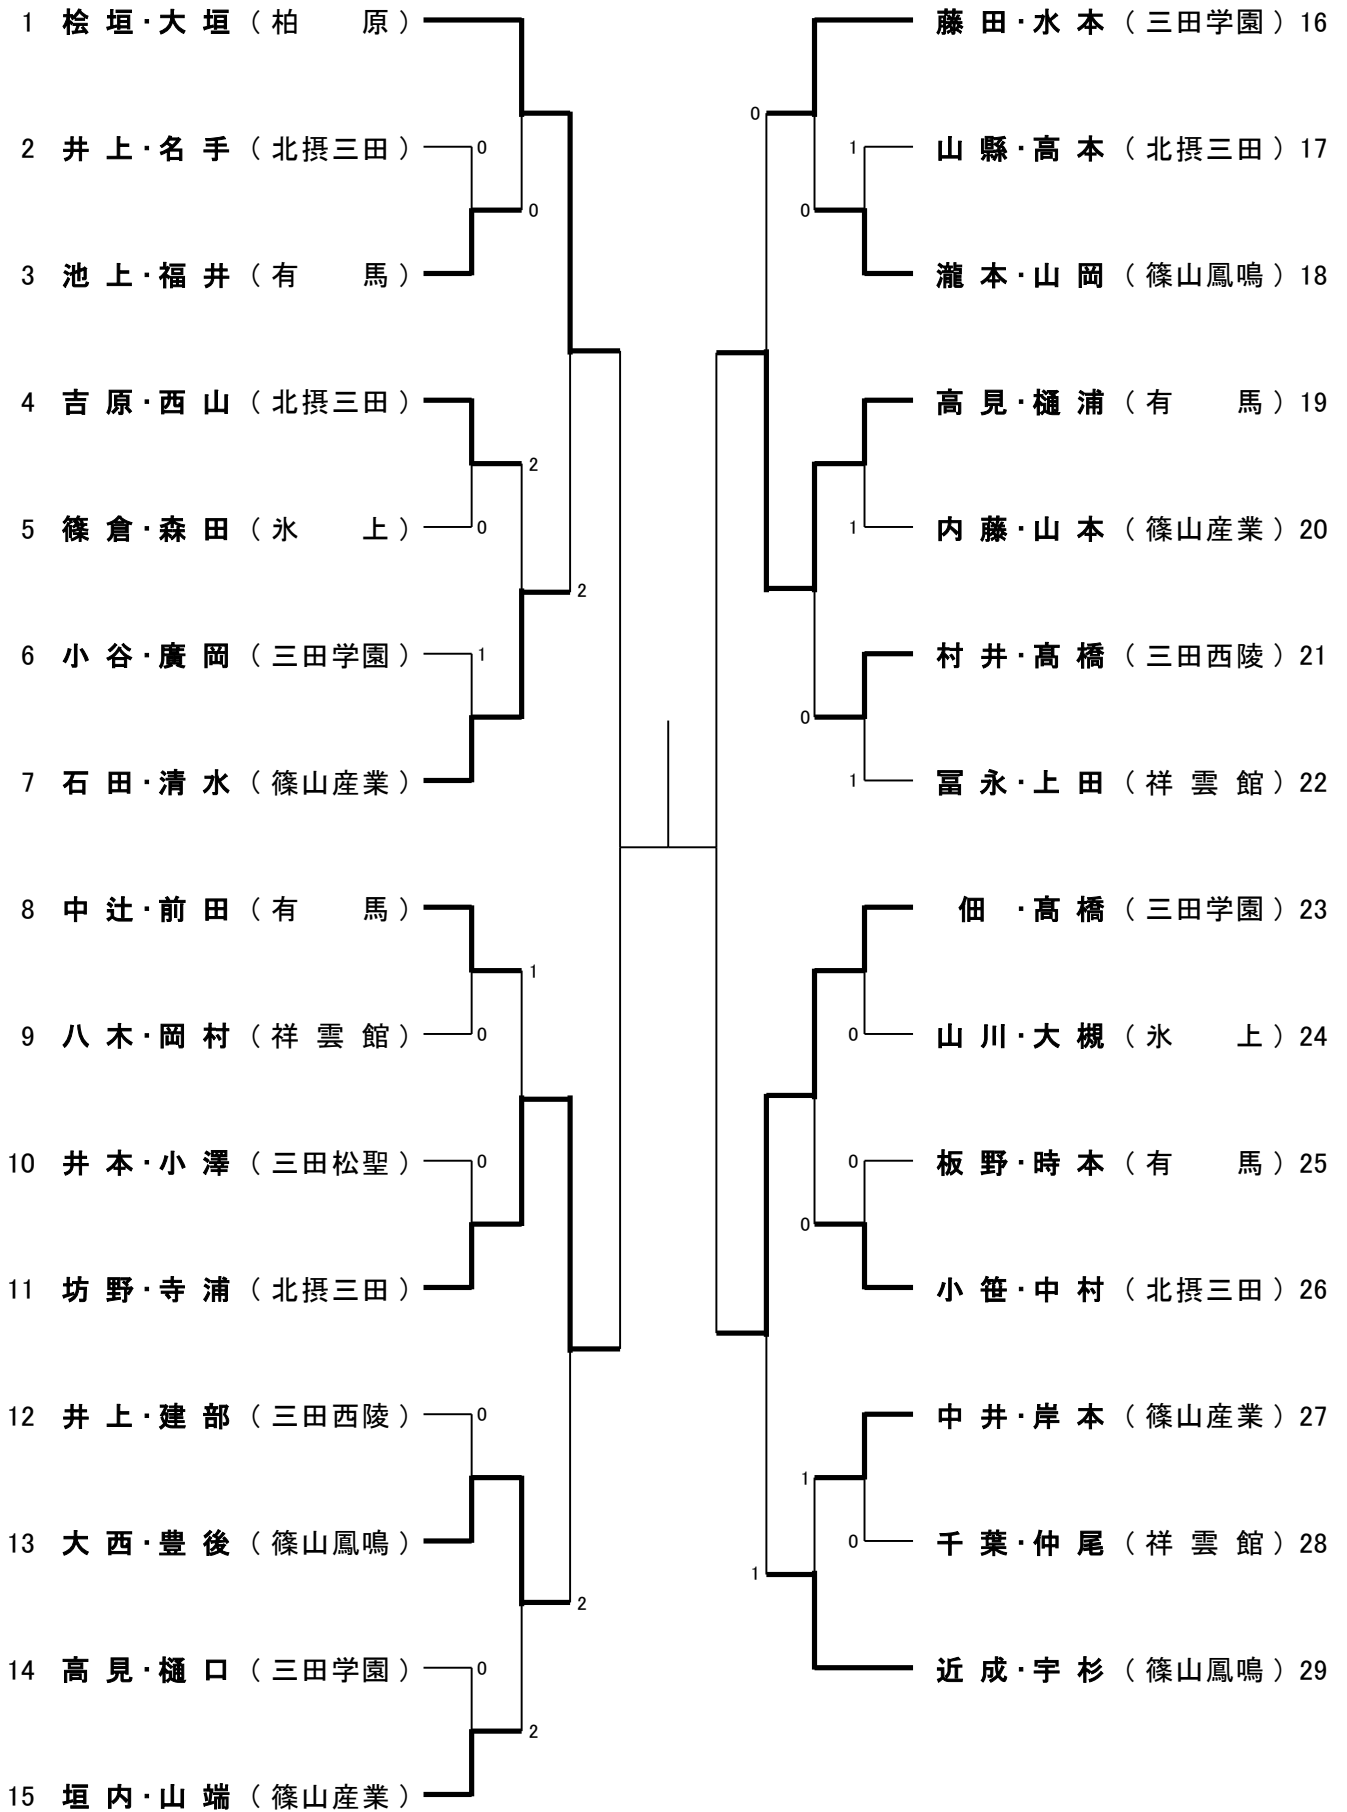 1 桧垣・大垣（柏原）
2 井上・名手（北摂三田）0
0
3 池上・福井（有馬）
4 吉原・西山（北摂三田）
2
5 篠倉・森田（氷上）0
2
6 小谷・廣岡（三田学園）1
7 石田・清水（篠山産業）
8 中辻・前田（有馬）
1
9 八木・岡村（祥雲館）0
10 井本・小澤（三田松聖）0
11 坊野・寺浦（北摂三田）
12 井上・建部（三田西陵）0
13 大西・豊後（篠山鳳鳴）
2
14 高見・樋口（三田学園）0
2
15 垣内・山端（篠山産業）
藤田・水本（三田学園）16
0
1 山縣・高本（北摂三田）17
0
瀧本・山岡（篠山鳳鳴）18
高見・樋浦（有馬）19
1 内藤・山本（篠山産業）20
村井・髙橋（三田西陵）21
0
1 冨永・上田（祥雲館）22
佃・髙橋（三田学園）23
0 山川・大槻（氷上）24
0 板野・時本（有馬）25
0
小笹・中村（北摂三田）26
中井・岸本（篠山産業）27
1
0 千葉・仲尾（祥雲館）28
1
近成・宇杉（篠山鳳鳴）29